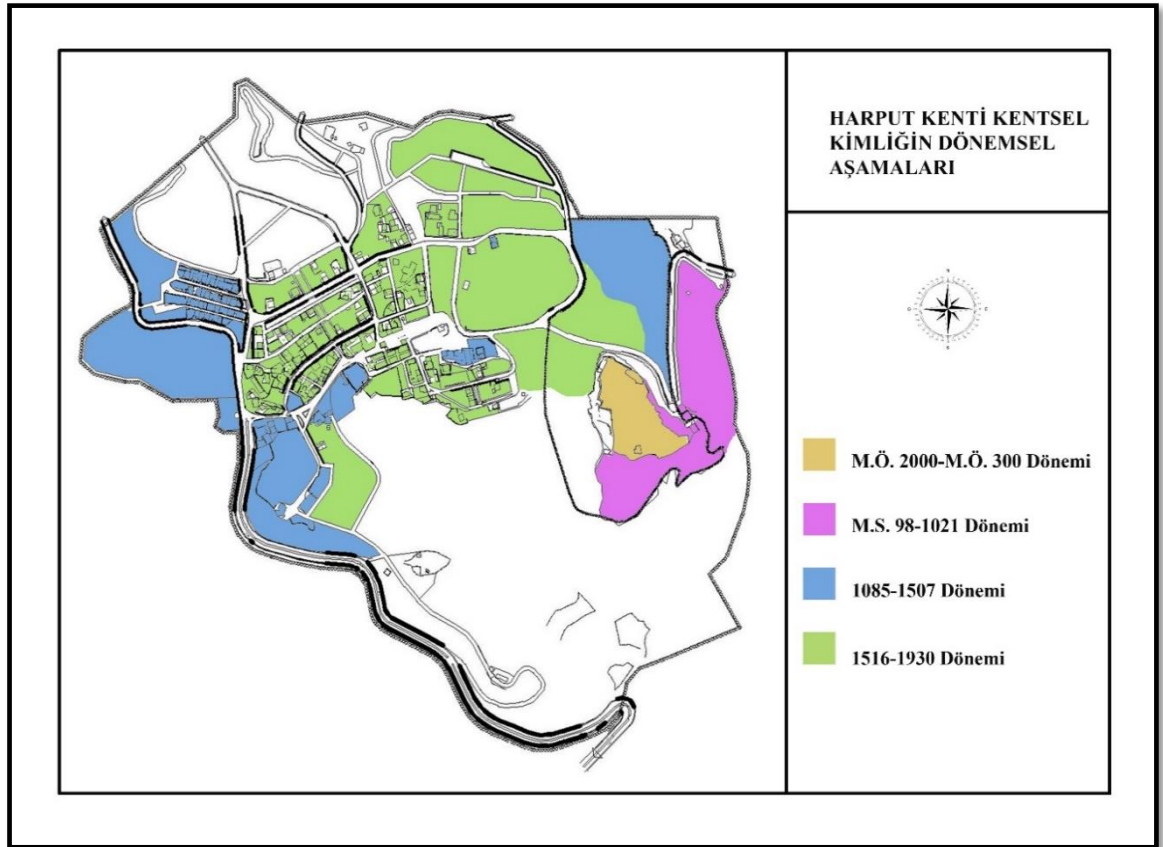 HARPUT KENTİ KENTSEL
KİMLİĞİN DÖNEMSEL
AŞAMALARI
M.Ö. 2000-M.Ö. 300 Dönemi
M.S. 98-1021 Dönemi
1085-1507 Dönemi
1516-1930 Dönemi